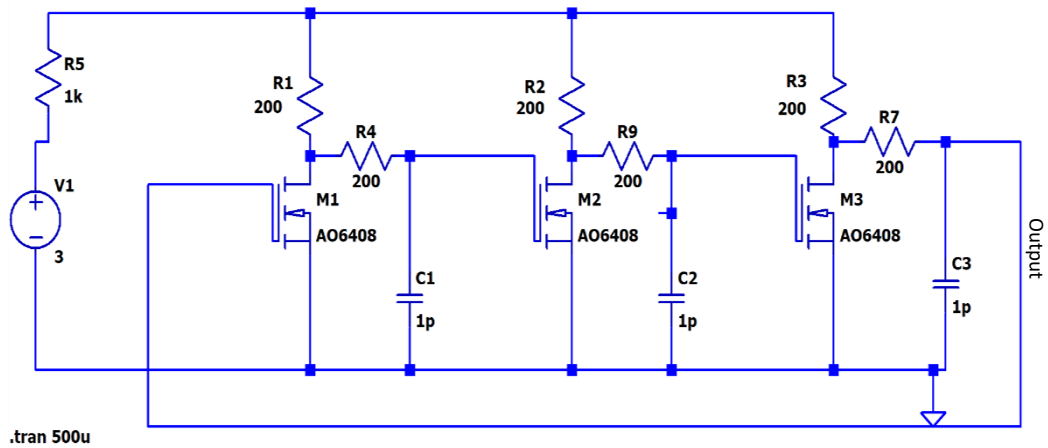 R5
1k
V1
3
R1
200
R4
200
M1
AO6408
C1
1p
R2
200
R9
200
M2
AO6408
C2
1p
R3
200
R7
200
M3
AO6408
C3
1p
Output
.tran 500u